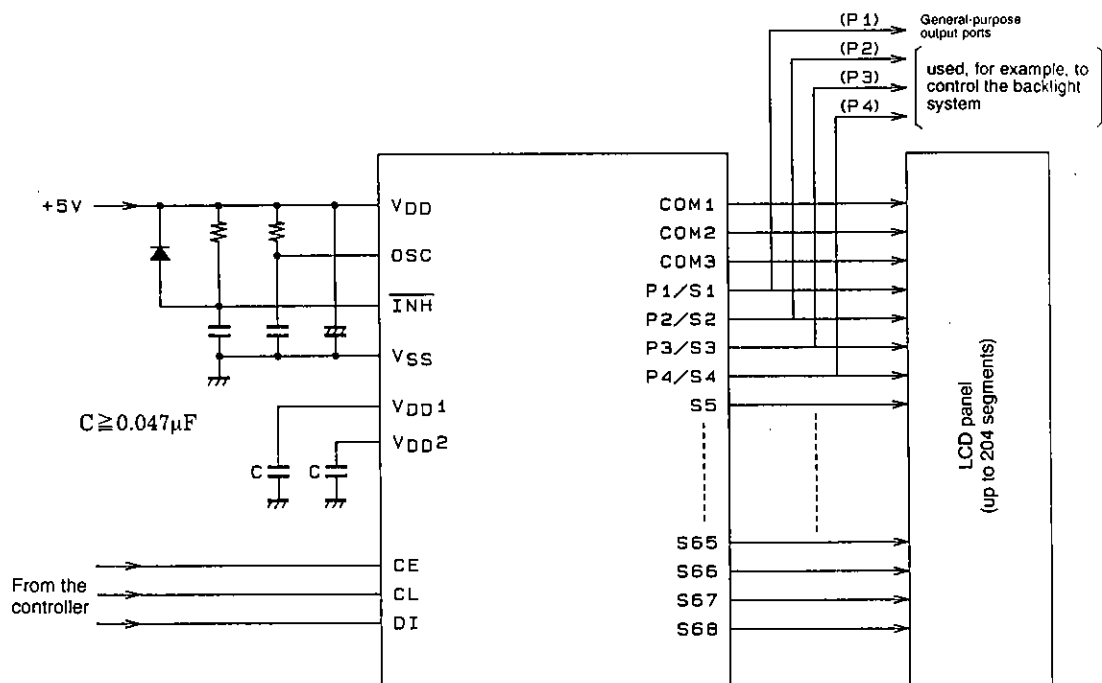 (P1)
General-purpose
output ports
(P2)
(P3)
(P4)
used, for example, to
control the backlight
system
+5V
VDD
OSC
INH
VSS
VDD1
VDD2
C≧0.047μF
C
C
From the
controller
CE
CL
DI
COM1
COM2
COM3
P1/S1
P2/S2
P3/S3
P4/S4
S5
S65
S66
S67
S68
LCD panel
(up to 204 segments)